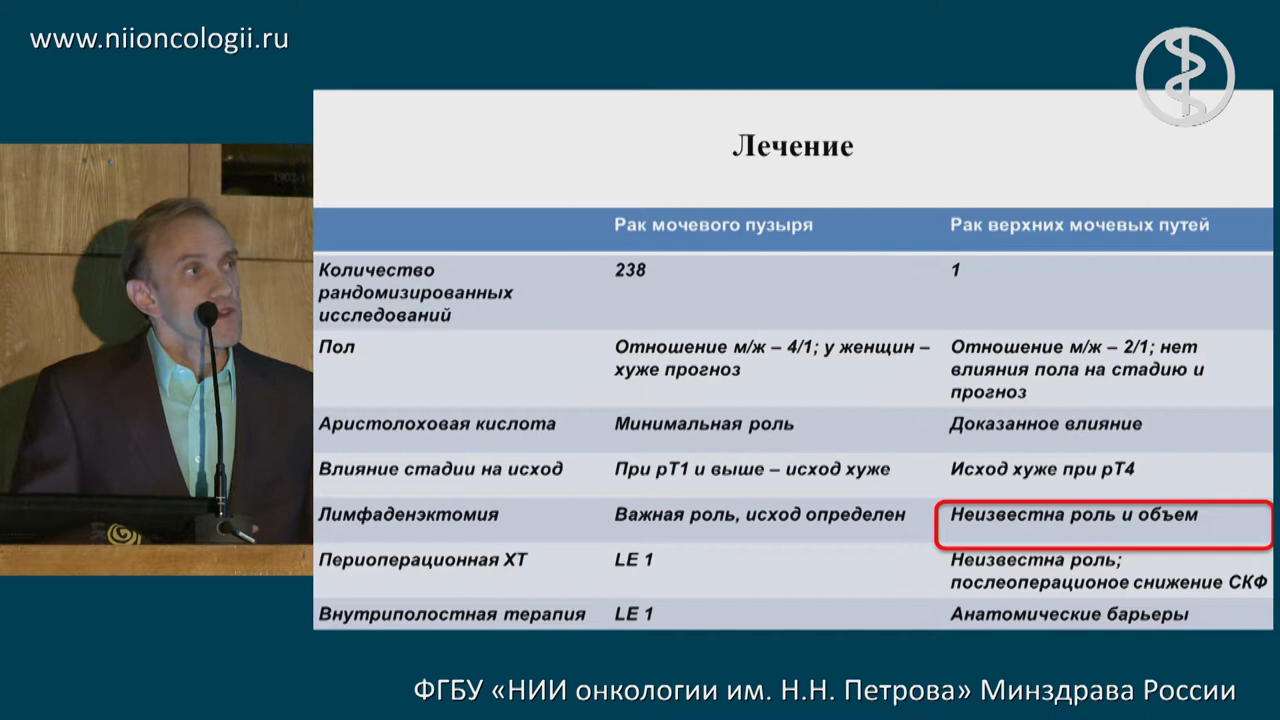 www.niioncologii.ru
1902-1
Лечение
Рак мочевого пузыря
Рак верхних мочевых путей
Количество
рандомизированных
исследований
238
1
Пол
Отношение м/ж – 4/1; у женщин –
хуже прогноз
Отношение м/ж – 2/1; нет
влияния пола на стадию и
прогноз
Аристолоховая кислота
Минимальная роль
Доказанное влияние
Влияние стадии на исход
При pT1 и выше – исход хуже
Исход хуже при pT4
Лимфаденэктомия
Важная роль, исход определен
Неизвестна роль и объем
Периоперационная ХТ
LE 1
Неизвестна роль;
послеоперационое снижение СКФ
Внутриполостная терапия
LE 1
Анатомические барьеры
ФГБУ «НИИ онкологии им. Н.Н. Петрова» Минздрава России